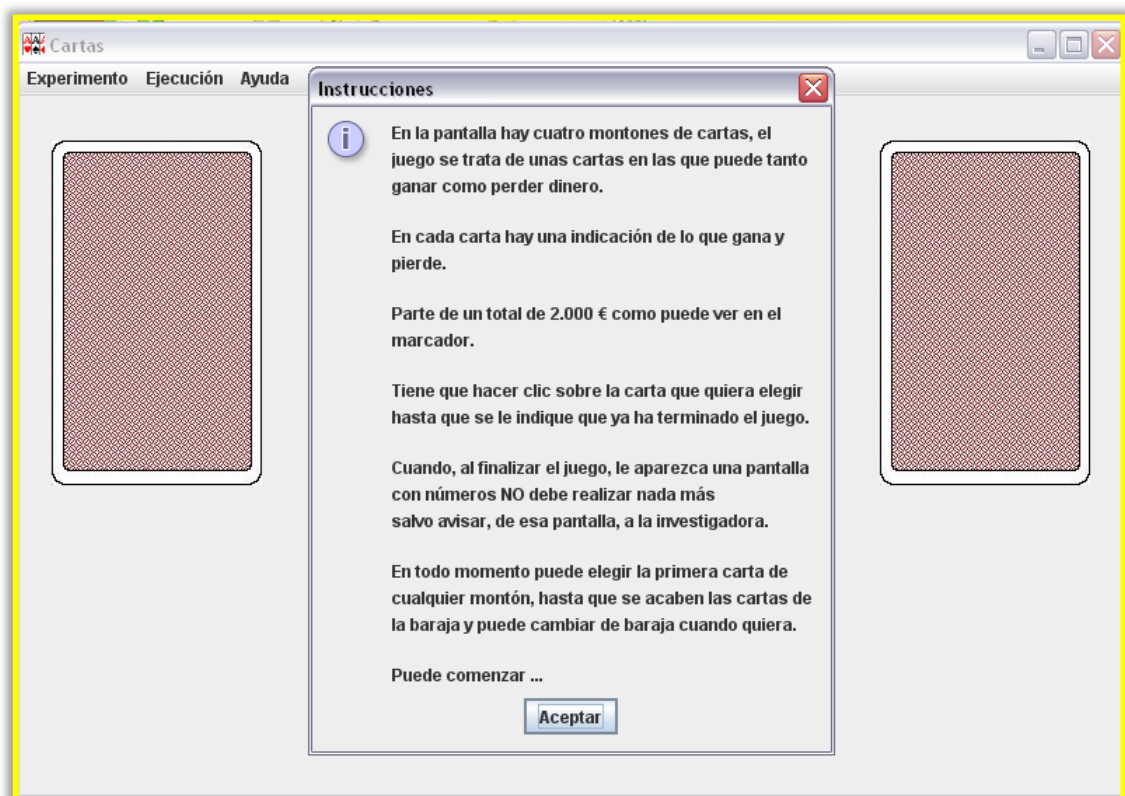 Cartas
Experimento Ejecución Ayuda
Instrucciones
En la pantalla hay cuatro montones de cartas, el
juego se trata de unas cartas en las que puede tanto
ganar como perder dinero.
En cada carta hay una indicación de lo que gana y
pierde.
Parte de un total de 2.000 € como puede ver en el
marcador.
Tiene que hacer clic sobre la carta que quiera elegir
hasta que se le indique que ya ha terminado el juego.
Cuando, al finalizar el juego, le aparezca una pantalla
con números NO debe realizar nada más
salvo avisar, de esa pantalla, a la investigadora.
En todo momento puede elegir la primera carta de
cualquier montón, hasta que se acaben las cartas de
la baraja y puede cambiar de baraja cuando quiera.
Puede comenzar ...
Aceptar